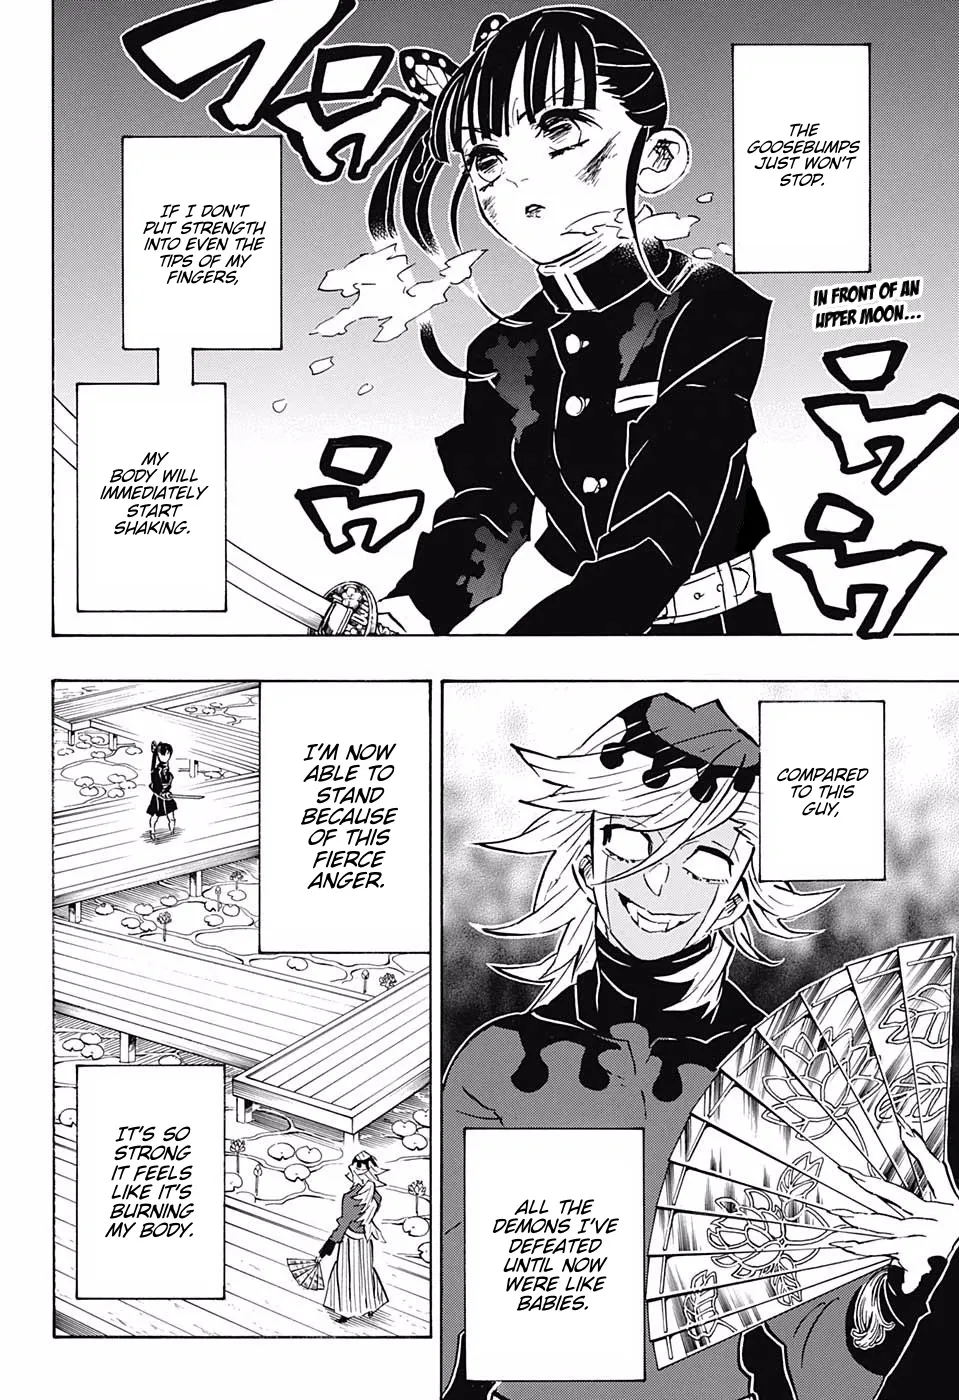 THE
GOOSEBUMPS
JUST WON'T
STOP.
IN FRONT OF AN
UPPER MOON...
IF I DON'T
PUT STRENGTH
INTO EVEN THE
TIPS OF MY
FINGERS,
MY
BODY WILL
IMMEDIATELY
START
SHAKING.
COMPARED
TO THIS
GUY,
ALL THE
DEMONS I'VE
DEFEATED
UNTIL NOW
WERE LIKE
BABIES.
I'M NOW
ABLE TO
STAND
BECAUSE
OF THIS
FIERCE
ANGER.
IT'S SO
STRONG
IT FEELS
LIKE IT'S
BURNING
MY BODY.